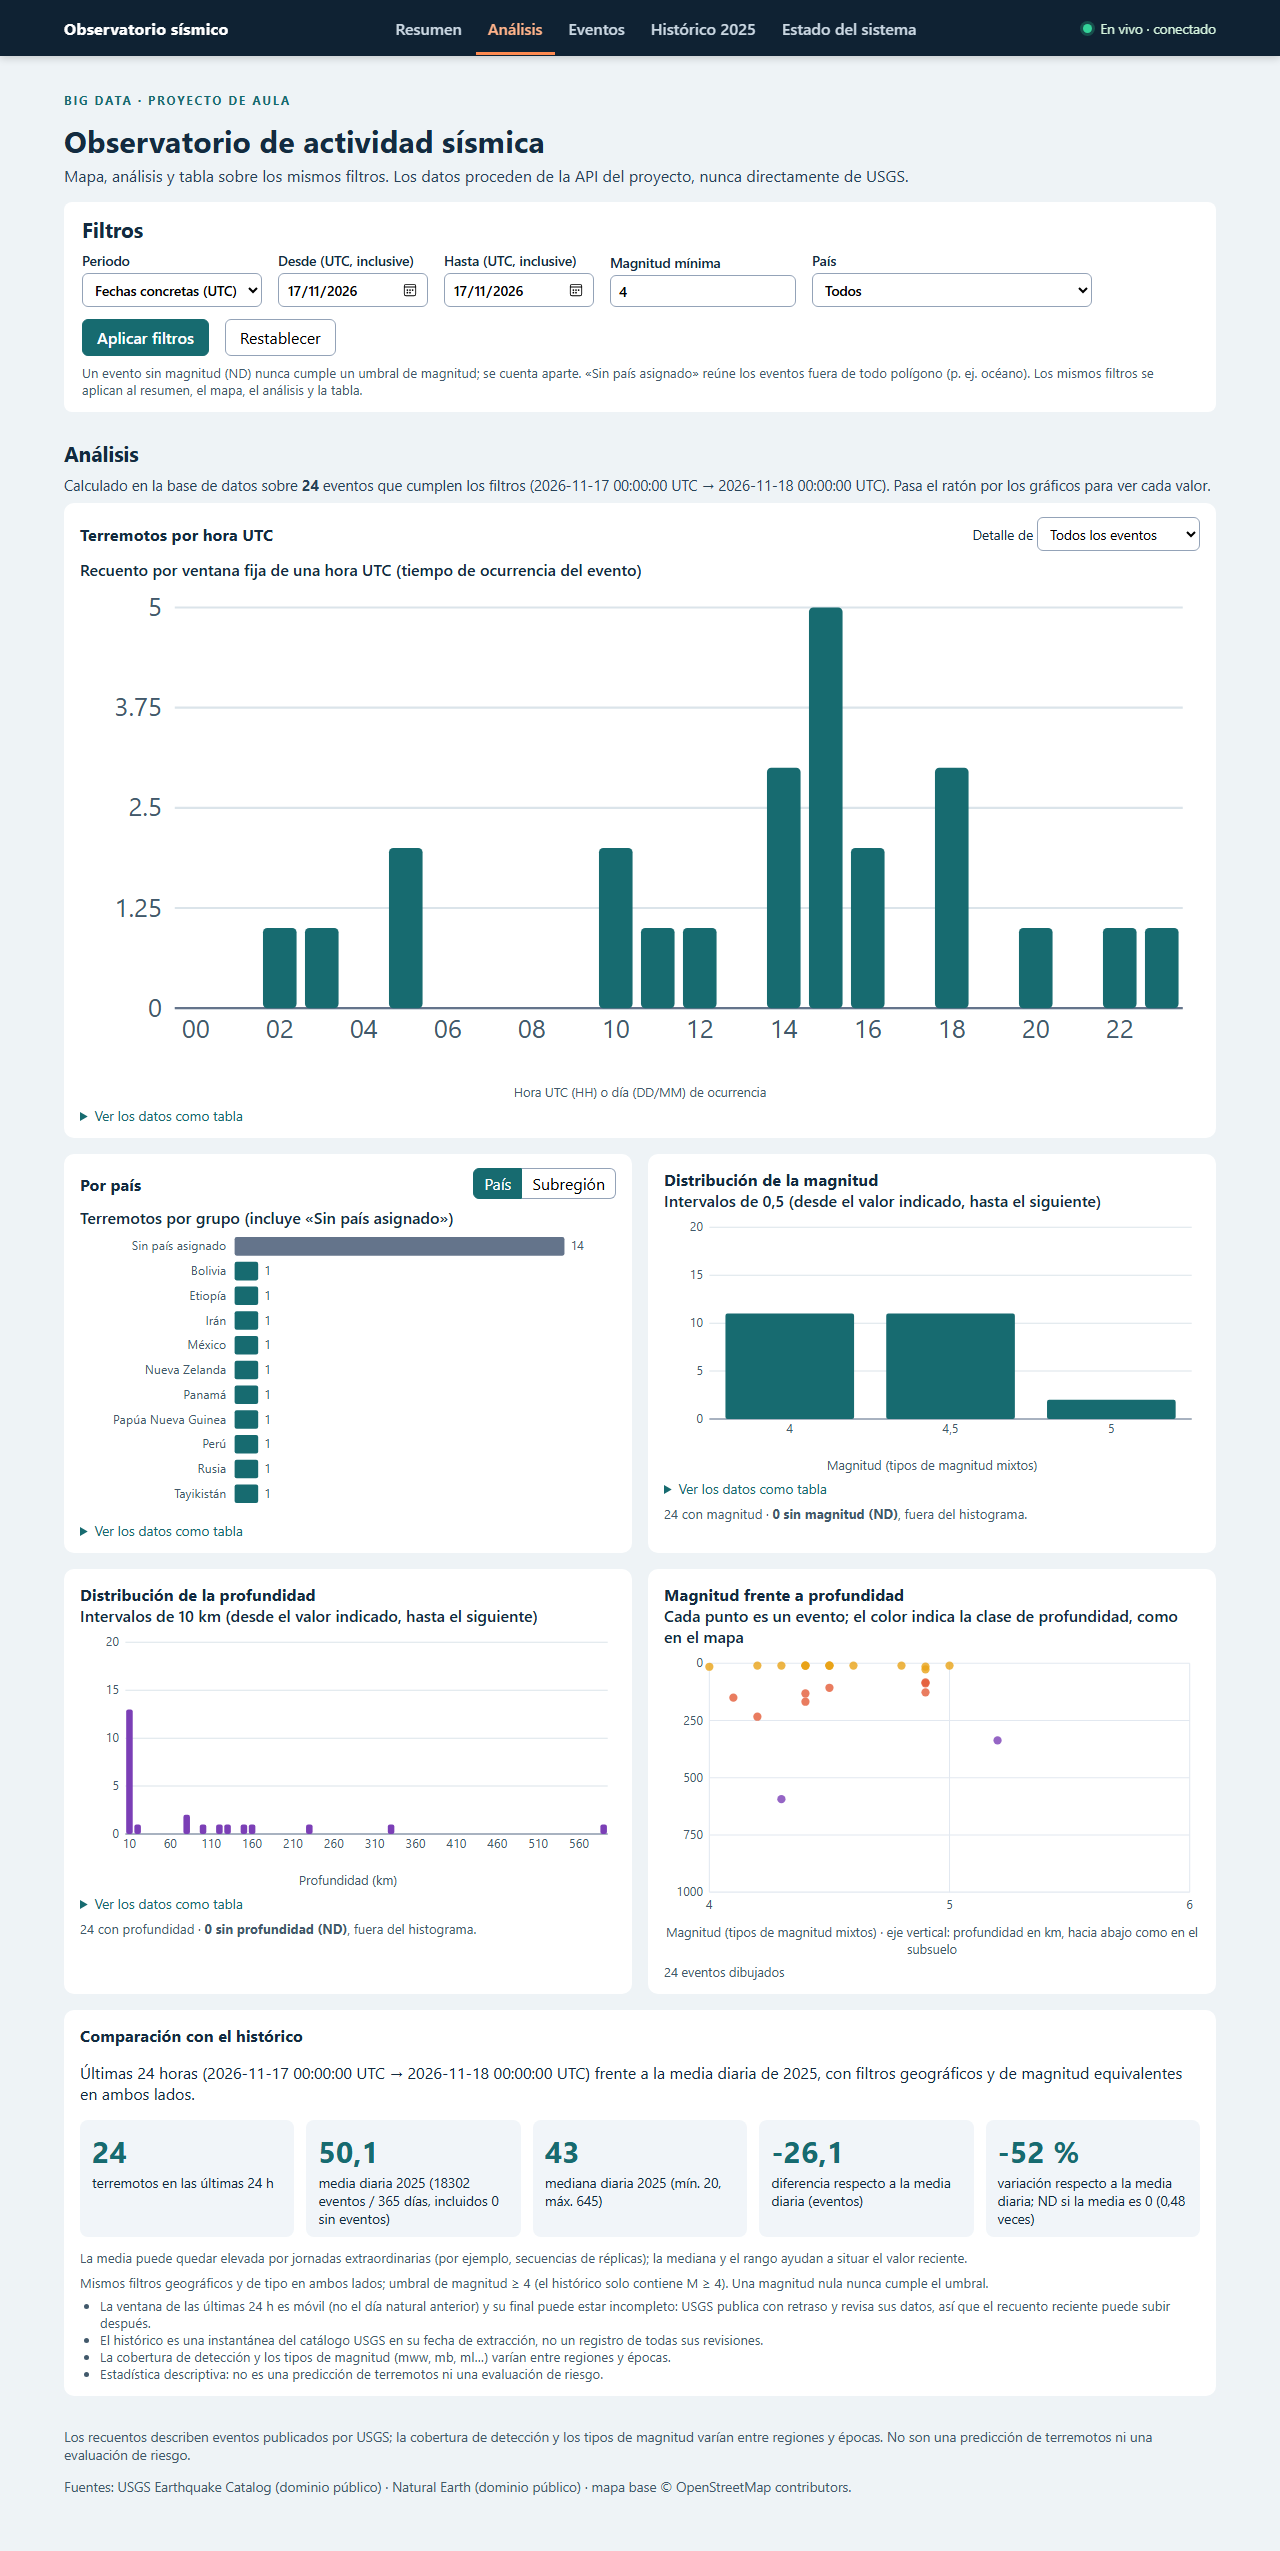 Observatorio sísmico
Resumen
Análisis
Eventos
Histórico 2025
Estado del sistema
En vivo · conectado
BIG DATA · PROYECTO DE AULA
Observatorio de actividad sísmica
Mapa, análisis y tabla sobre los mismos filtros. Los datos proceden de la API del proyecto, nunca directamente de USGS.
Filtros
Periodo
Desde (UTC, inclusive)
Hasta (UTC, inclusive)
Magnitud mínima
País
Fechas concretas (UTC)
17/11/2026
17/11/2026
4
Todos
Aplicar filtros
Restablecer
Un evento sin magnitud (ND) nunca cumple un umbral de magnitud; se cuenta aparte. «Sin país asignado» reúne los eventos fuera de todo polígono (p. ej. océano). Los mismos filtros se
aplican al resumen, el mapa, el análisis y la tabla.
Análisis
Calculado en la base de datos sobre 24 eventos que cumplen los filtros (2026-11-17 00:00:00 UTC → 2026-11-18 00:00:00 UTC). Pasa el ratón por los gráficos para ver cada valor.
Terremotos por hora UTC
Detalle de
Todos los eventos
Recuento por ventana fija de una hora UTC (tiempo de ocurrencia del evento)
5
3.75
2.5
1.25
0
00 02 04 06 08 10 12 14 16 18 20 22
Hora UTC (HH) o día (DD/MM) de ocurrencia
▶ Ver los datos como tabla
Por país
País
Subregión
Terremotos por grupo (incluye «Sin país asignado»)
Sin país asignado 14
Bolivia 1
Etiopía 1
Irán 1
México 1
Nueva Zelanda 1
Panamá 1
Papúa Nueva Guinea 1
Perú 1
Rusia 1
Tayikistán 1
▶ Ver los datos como tabla
Distribución de la magnitud
Intervalos de 0,5 (desde el valor indicado, hasta el siguiente)
20
15
10
5
0
4 4,5 5
Magnitud (tipos de magnitud mixtos)
▶ Ver los datos como tabla
24 con magnitud · 0 sin magnitud (ND), fuera del histograma.
Distribución de la profundidad
Intervalos de 10 km (desde el valor indicado, hasta el siguiente)
20
15
10
5
0
10 60 110 160 210 260 310 360 410 460 510 560
Profundidad (km)
▶ Ver los datos como tabla
24 con profundidad · 0 sin profundidad (ND), fuera del histograma.
Magnitud frente a profundidad
Cada punto es un evento; el color indica la clase de profundidad, como
en el mapa
0
250
500
750
1000
4 5 6
Magnitud (tipos de magnitud mixtos) · eje vertical: profundidad en km, hacia abajo como en el
subsuelo
24 eventos dibujados
Comparación con el histórico
Últimas 24 horas (2026-11-17 00:00:00 UTC → 2026-11-18 00:00:00 UTC) frente a la media diaria de 2025, con filtros geográficos y de magnitud equivalentes
en ambos lados.
24
terremotos en las últimas 24 h
50,1
media diaria 2025 (18302
eventos / 365 días, incluidos 0
sin eventos)
43
mediana diaria 2025 (mín. 20,
máx. 645)
-26,1
diferencia respecto a la media
diaria (eventos)
-52 %
variación respecto a la media
diaria; ND si la media es 0 (0,48
veces)
La media puede quedar elevada por jornadas extraordinarias (por ejemplo, secuencias de réplicas); la mediana y el rango ayudan a situar el valor reciente.
Mismos filtros geográficos y de tipo en ambos lados; umbral de magnitud ≥ 4 (el histórico solo contiene M ≥ 4). Una magnitud nula nunca cumple el umbral.
• La ventana de las últimas 24 h es móvil (no el día natural anterior) y su final puede estar incompleto: USGS publica con retraso y revisa sus datos, así que el recuento reciente puede subir
después.
• El histórico es una instantánea del catálogo USGS en su fecha de extracción, no un registro de todas sus revisiones.
• La cobertura de detección y los tipos de magnitud (mww, mb, ml…) varían entre regiones y épocas.
• Estadística descriptiva: no es una predicción de terremotos ni una evaluación de riesgo.
Los recuentos describen eventos publicados por USGS; la cobertura de detección y los tipos de magnitud varían entre regiones y épocas. No son una predicción de terremotos ni una
evaluación de riesgo.
Fuentes: USGS Earthquake Catalog (dominio público) · Natural Earth (dominio público) · mapa base © OpenStreetMap contributors.